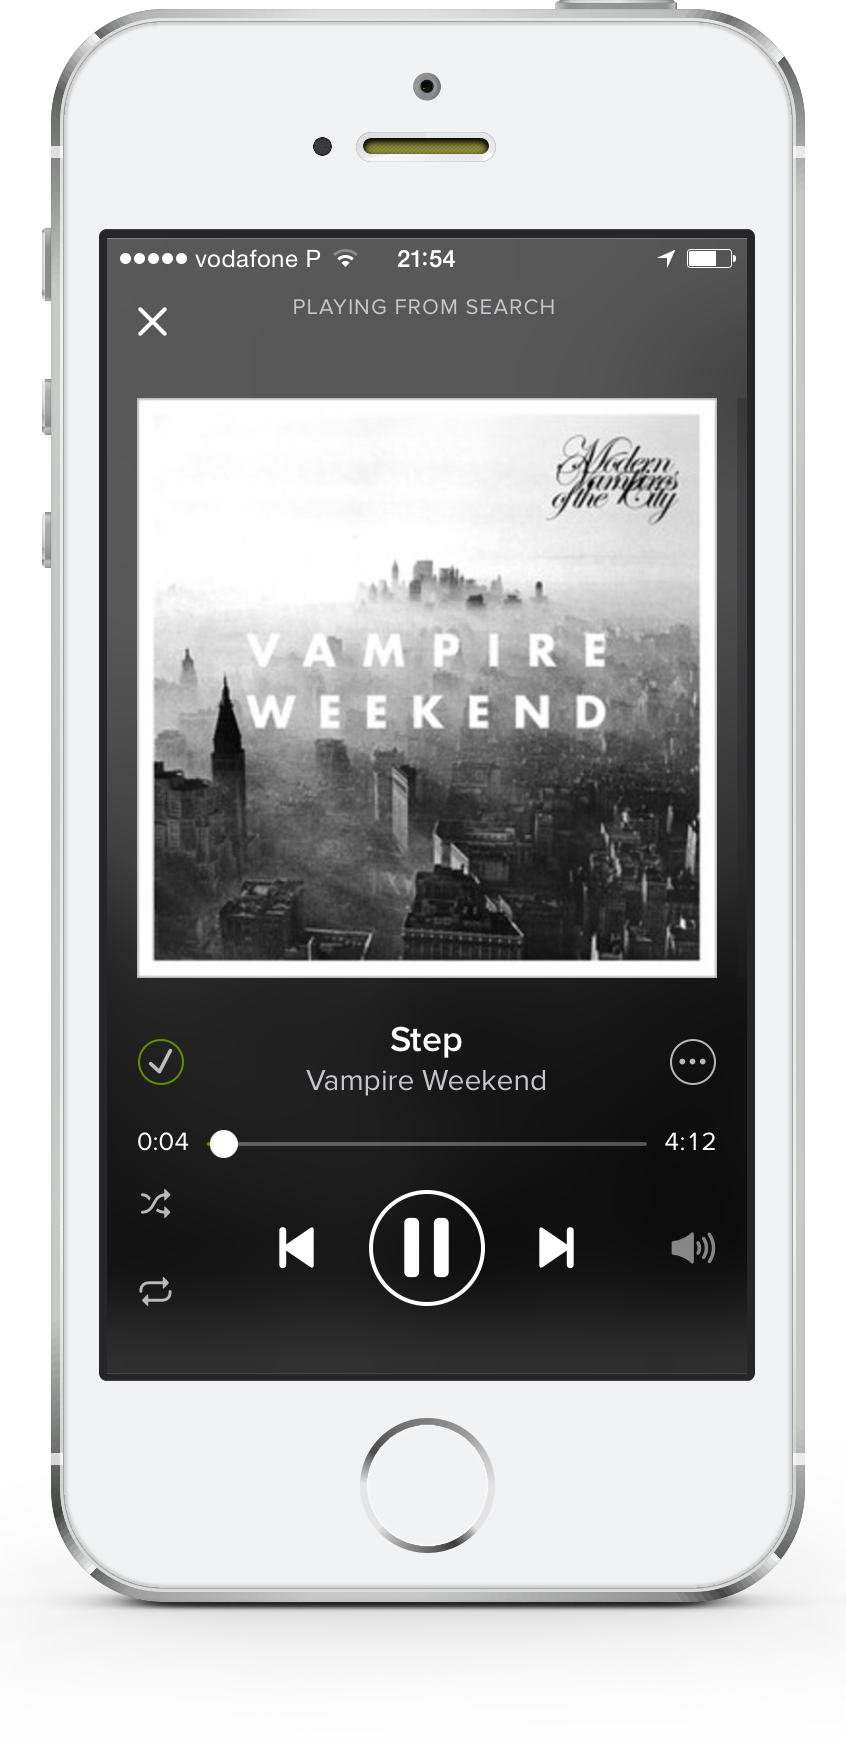 vodafone P 21:54
PLAYING FROM SEARCH
Modern
Vampires
of the City
VAMPIRE
WEEKEND
Step
Vampire Weekend
0:04 4:12